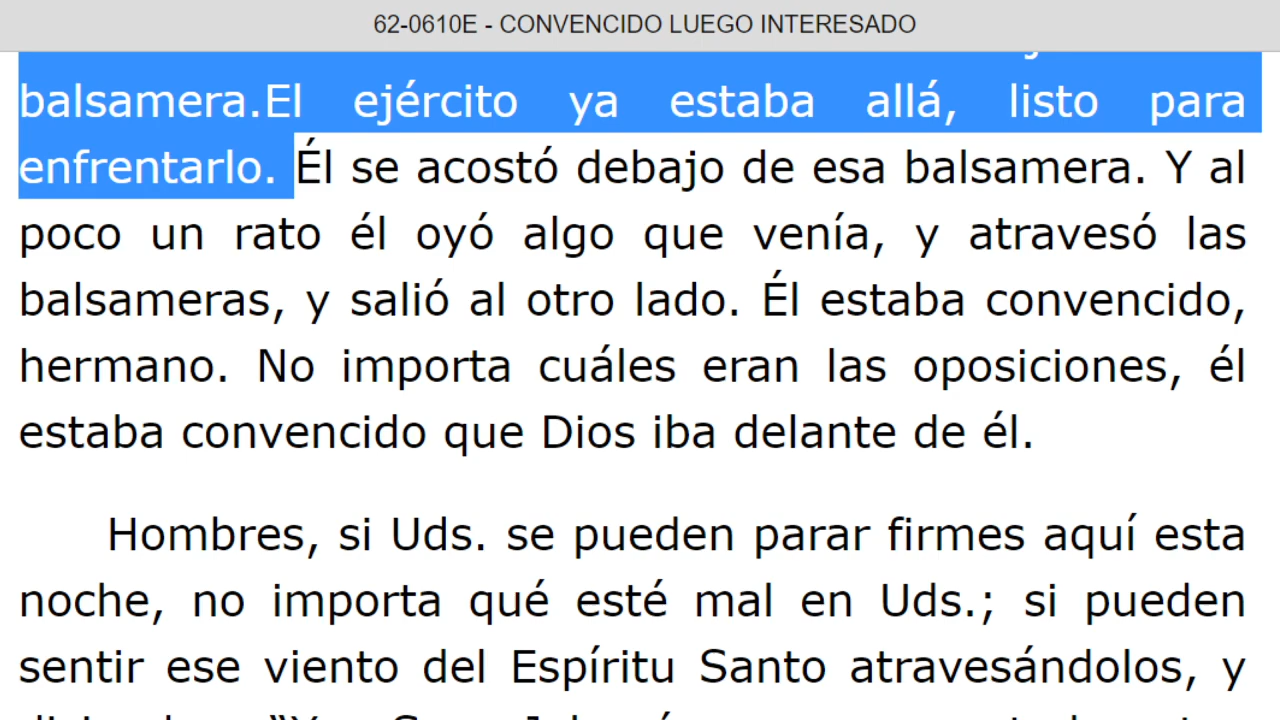 62-0610E - CONVENCIDO LUEGO INTERESADO
balsamera.El ejército ya estaba allá, listo para
enfrentarlo. Él se acostó debajo de esa balsamera. Y al
poco un rato él oyó algo que venía, y atravesó las
balsameras, y salió al otro lado. Él estaba convencido,
hermano. No importa cuáles eran las oposiciones, él
estaba convencido que Dios iba delante de él.
Hombres, si Uds. se pueden parar firmes aquí esta
noche, no importa qué esté mal en Uds.; si pueden
sentir ese viento del Espíritu Santo atravesándolos, y